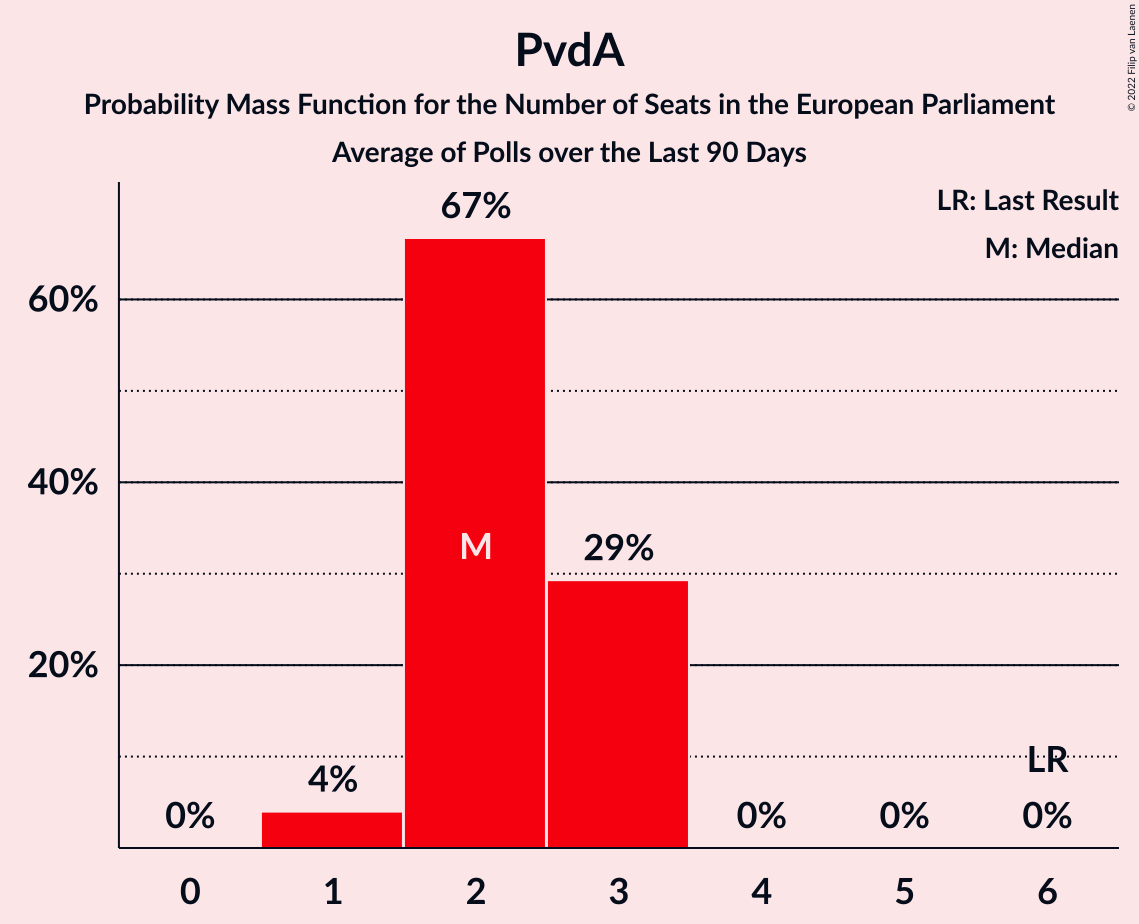 PvdA
Probability Mass Function for the Number of Seats in the European Parliament
Average of Polls over the Last 90 Days
© 2022 Filip van Laenen
LR: Last Result
M: Median
67%
60%
40%
M
29%
20%
LR
4%
0%
0%
0%
0%
0 1 2 3 4 5 6